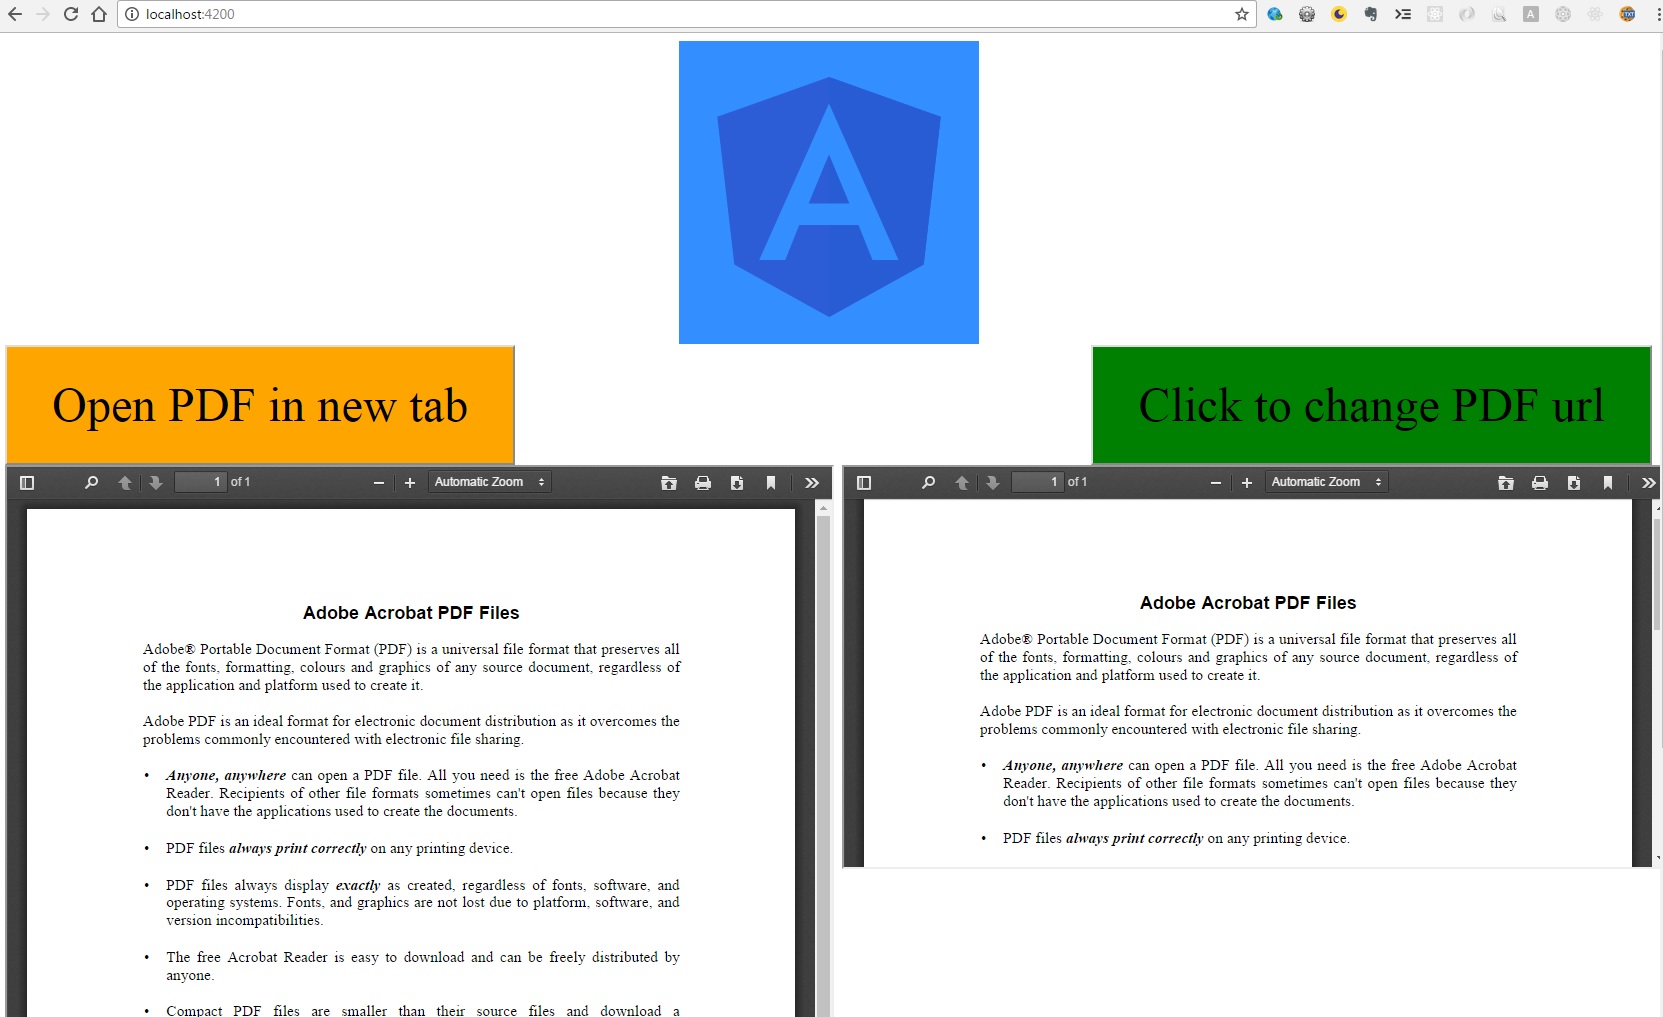 localhost:4200
A
TXT
A
Open PDF in new tab
Click to change PDF url
1 of 1
Automatic Zoom
Adobe Acrobat PDF Files
Adobe® Portable Document Format (PDF) is a universal file format that preserves all
of the fonts, formatting, colours and graphics of any source document, regardless of
the application and platform used to create it.
Adobe PDF is an ideal format for electronic document distribution as it overcomes the
problems commonly encountered with electronic file sharing.
• Anyone, anywhere can open a PDF file. All you need is the free Adobe Acrobat
Reader. Recipients of other file formats sometimes can't open files because they
don't have the applications used to create the documents.
• PDF files always print correctly on any printing device.
• PDF files always display exactly as created, regardless of fonts, software, and
operating systems. Fonts, and graphics are not lost due to platform, software, and
version incompatibilities.
• The free Acrobat Reader is easy to download and can be freely distributed by
anyone.
• Compact PDF files are smaller than their source files and download a
1 of 1
Automatic Zoom
Adobe Acrobat PDF Files
Adobe® Portable Document Format (PDF) is a universal file format that preserves all
of the fonts, formatting, colours and graphics of any source document, regardless of
the application and platform used to create it.
Adobe PDF is an ideal format for electronic document distribution as it overcomes the
problems commonly encountered with electronic file sharing.
• Anyone, anywhere can open a PDF file. All you need is the free Adobe Acrobat
Reader. Recipients of other file formats sometimes can't open files because they
don't have the applications used to create the documents.
• PDF files always print correctly on any printing device.